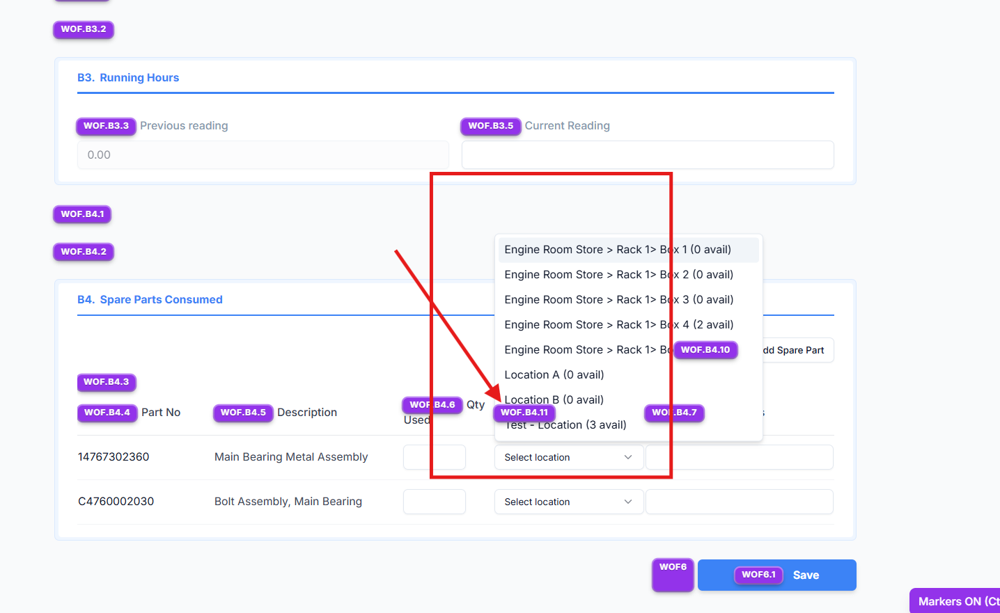 WOF.B3.2
B3. Running Hours
WOF.B3.3 Previous reading
WOF.B3.5 Current Reading
0.00
WOF.B4.1
WOF.B4.2
Engine Room Store > Rack 1> Box 1 (0 avail)
Engine Room Store > Rack 1> Box 2 (0 avail)
Engine Room Store > Rack 1> Box 3 (0 avail)
Engine Room Store > Rack 1> Box 4 (2 avail)
Engine Room Store > Rack 1> Bo
WOF.B4.10
Location A (0 avail)
Location B (0 avail)
Test - Location (3 avail)
B4. Spare Parts Consumed
dd Spare Part
WOF.B4.3
WOF.B4.4 Part No
WOF.B4.5 Description
WOF.B4.6 Qty
Used
WOF.B4.11
WOF.B4.7
s
14767302360 Main Bearing Metal Assembly Select location
C4760002030 Bolt Assembly, Main Bearing Select location
WOF6
WOF6.1 Save
Markers ON (Ct